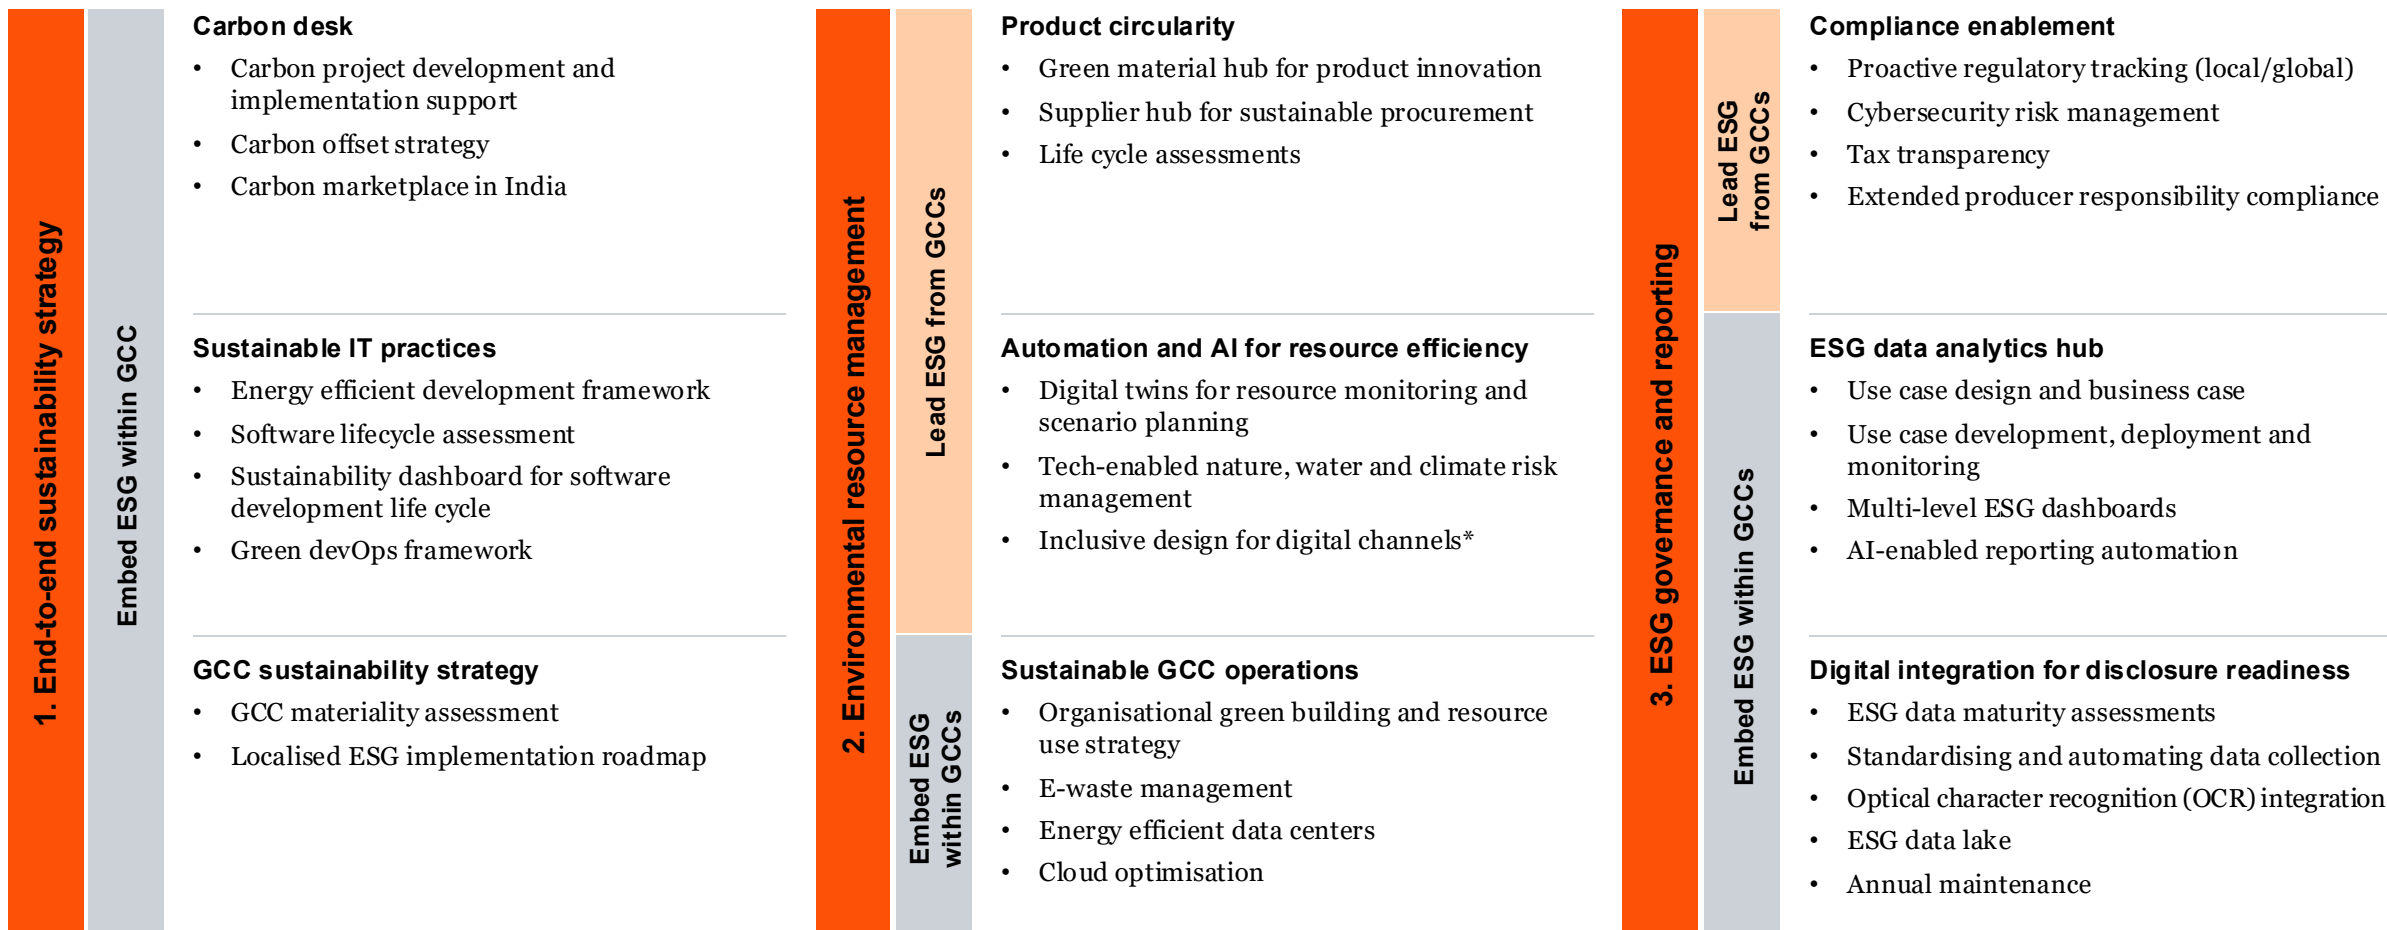 1. End-to-end sustainability strategy
Embed ESG within GCC
Carbon desk
• Carbon project development and
implementation support
• Carbon offset strategy
• Carbon marketplace in India
Sustainable IT practices
• Energy efficient development framework
• Software lifecycle assessment
• Sustainability dashboard for software
development life cycle
• Green devOps framework
GCC sustainability strategy
• GCC materiality assessment
• Localised ESG implementation roadmap
2. Environmental resource management
Lead ESG from GCCs
Product circularity
• Green material hub for product innovation
• Supplier hub for sustainable procurement
• Life cycle assessments
Automation and AI for resource efficiency
• Digital twins for resource monitoring and
scenario planning
• Tech-enabled nature, water and climate risk
management
• Inclusive design for digital channels*
Embed ESG
within GCCs
Sustainable GCC operations
• Organisational green building and resource
use strategy
• E-waste management
• Energy efficient data centers
• Cloud optimisation
3. ESG governance and reporting
Lead ESG
from GCCs
Compliance enablement
• Proactive regulatory tracking (local/global)
• Cybersecurity risk management
• Tax transparency
• Extended producer responsibility compliance
Embed ESG within GCCs
ESG data analytics hub
• Use case design and business case
• Use case development, deployment and
monitoring
• Multi-level ESG dashboards
• AI-enabled reporting automation
Digital integration for disclosure readiness
• ESG data maturity assessments
• Standardising and automating data collection
• Optical character recognition (OCR) integration
• ESG data lake
• Annual maintenance